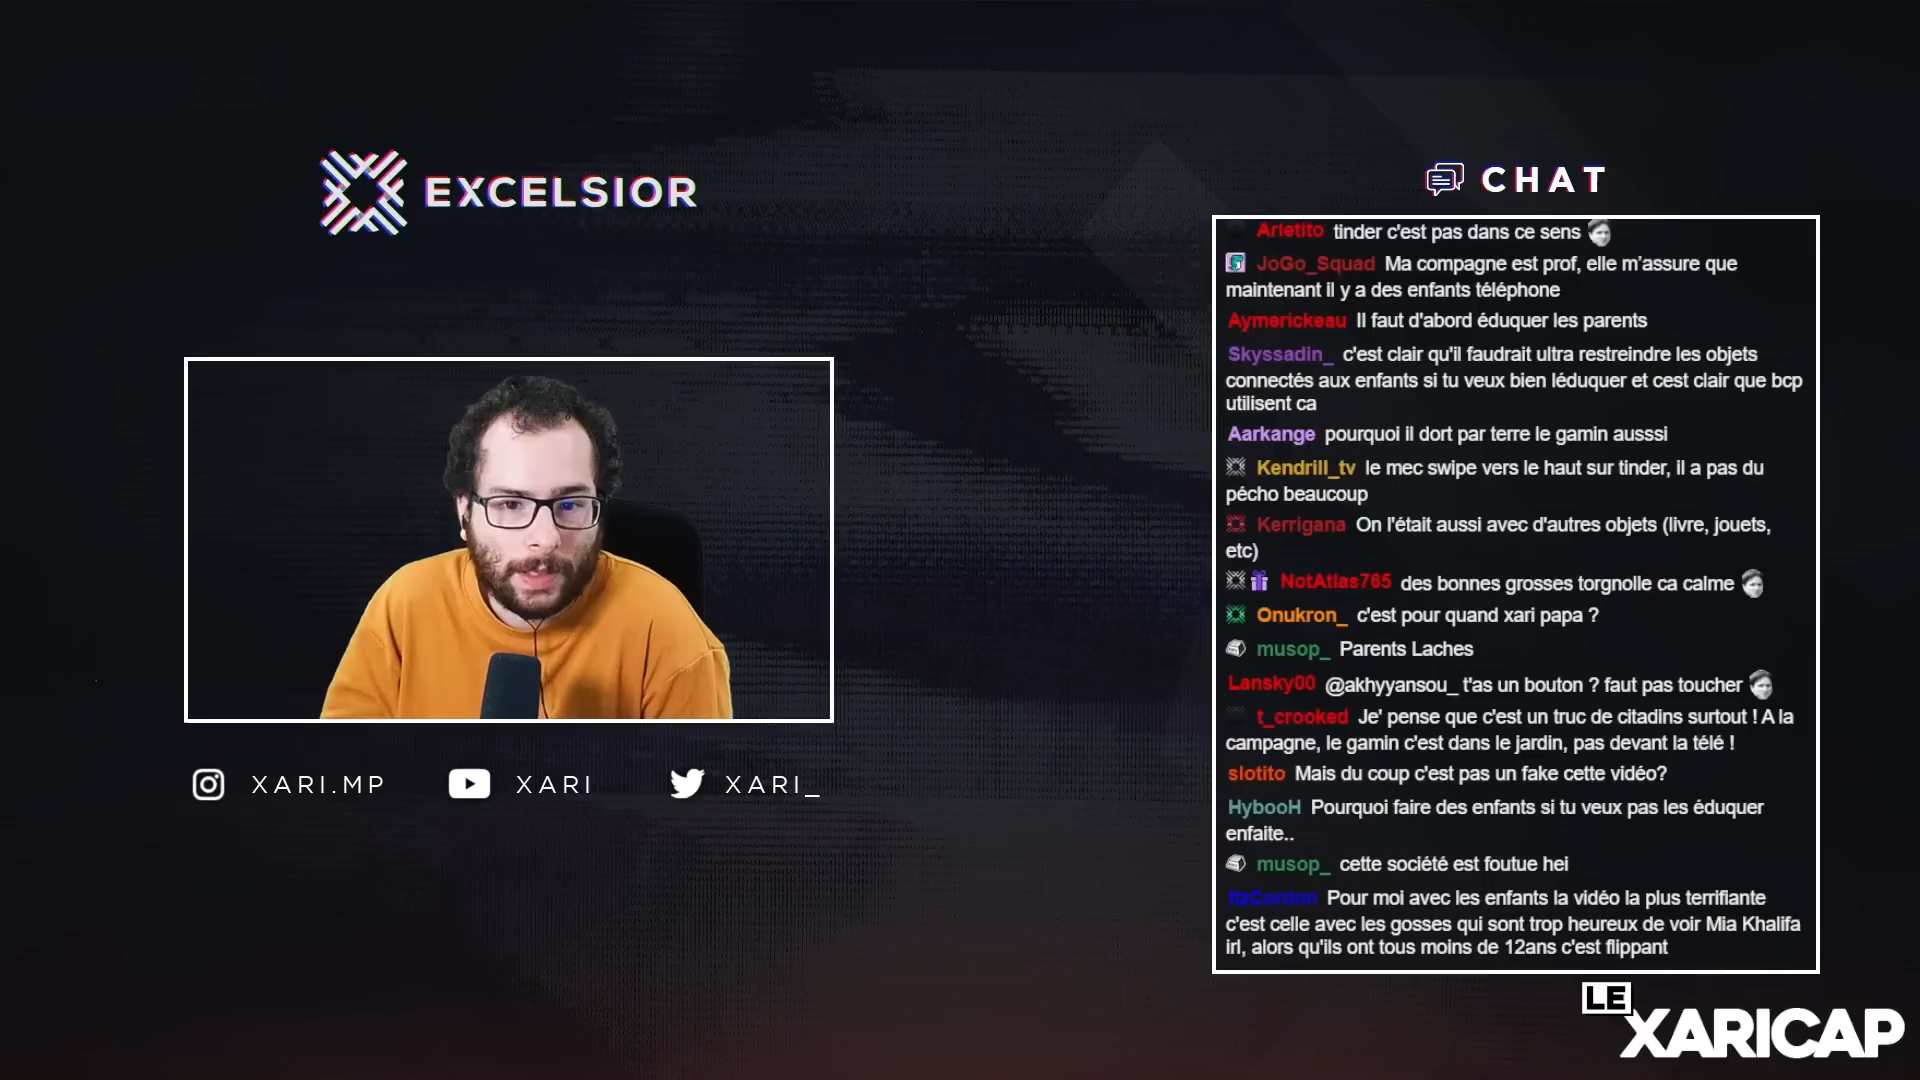 EXCELSIOR
XARI.MP
XARI
XARI_
CHAT
Arletito tinder c'est pas dans ce sens
JoGo_Squad Ma compagne est prof, elle m'assure que
maintenant il y a des enfants téléphone
Aymerickeau Il faut d'abord éduquer les parents
Skyssadin_ c'est clair qu'il faudrait ultra restreindre les objets
connectés aux enfants si tu veux bien léduquer et cest clair que bcp
utilisent ca
Aarkange pourquoi il dort par terre le gamin ausssi
Kendrill_tv le mec swipe vers le haut sur tinder, il a pas du
pécho beaucoup
Kerrigana On l'était aussi avec d'autres objets (livre, jouets,
etc)
NotAtlas765 des bonnes grosses torgnolle ca calme
Onukron_ c'est pour quand xari papa ?
musop_ Parents Laches
Lansky00 @akhyyansou_ t'as un bouton ? faut pas toucher
t_crooked Je' pense que c'est un truc de citadins surtout ! A la
campagne, le gamin c'est dans le jardin, pas devant la télé !
slotito Mais du coup c'est pas un fake cette vidéo?
HybooH Pourquoi faire des enfants si tu veux pas les éduquer
enfaite..
musop_ cette société est foutue hei
ItzCordon Pour moi avec les enfants la vidéo la plus terrifiante
c'est celle avec les gosses qui sont trop heureux de voir Mia Khalifa
irl, alors qu'ils ont tous moins de 12ans c'est flippant
LE
XARICAP